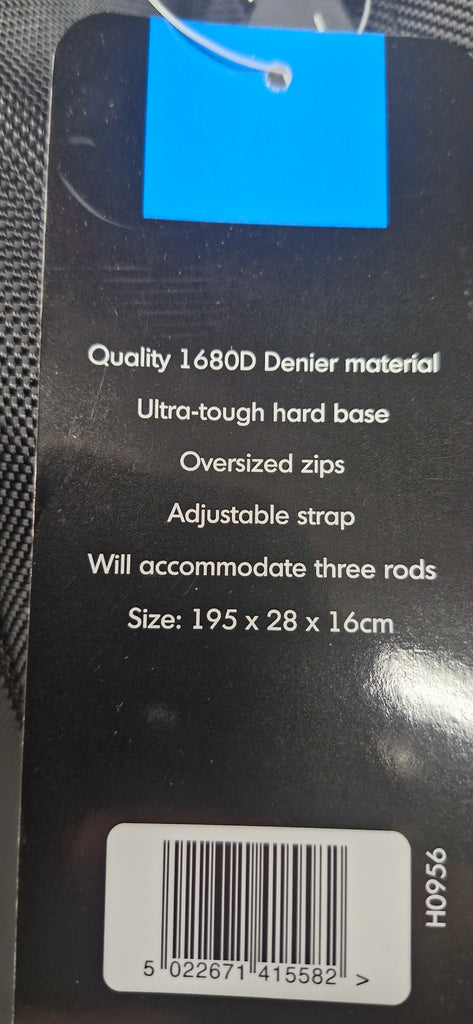 Quality 1680D Denier material
Ultra-tough hard base
Oversized zips
Adjustable strap
Will accommodate three rods
Size: 195 x 28 x 16cm
H0956
5 022671 415582 >